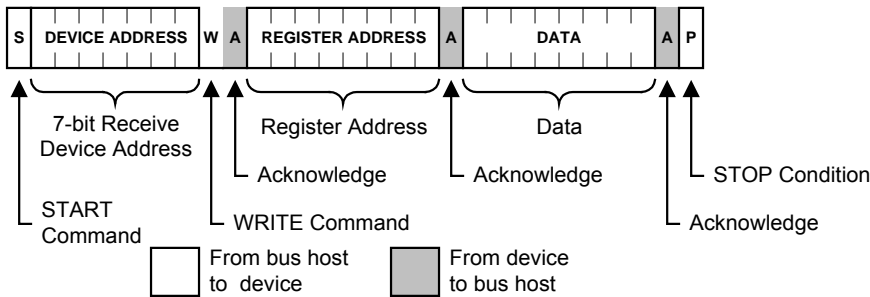 S DEVICE ADDRESS W A REGISTER ADDRESS A DATA A P
7-bit Receive
Device Address
Register Address
Data
Acknowledge
Acknowledge
STOP Condition
START
Command
WRITE Command
Acknowledge
From bus host
to device
From device
to bus host